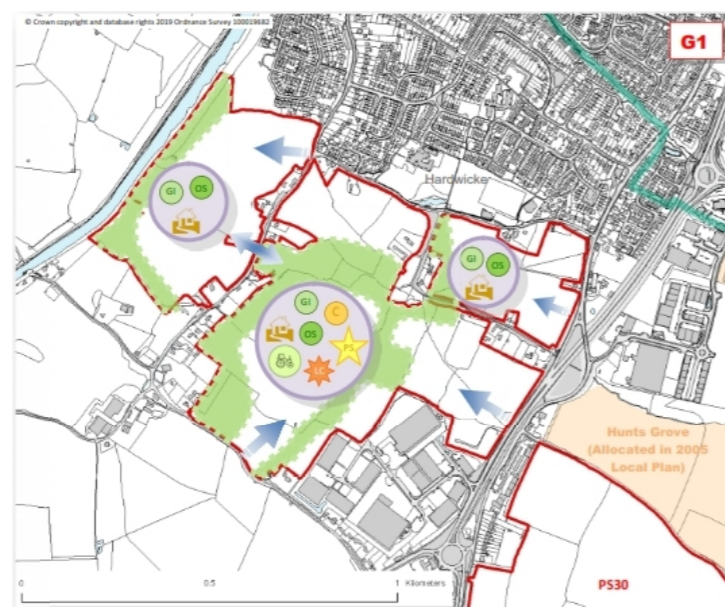 © Crown copyright and database rights 2019 Ordnance Survey 100019682
G1
Hardwicke
GI
OS
GI
OS
GI
C
OS
PS
LC
Hunts Grove
(Allocated in 2005
Local Plan)
PS30
0
0.5
1
Kilometers